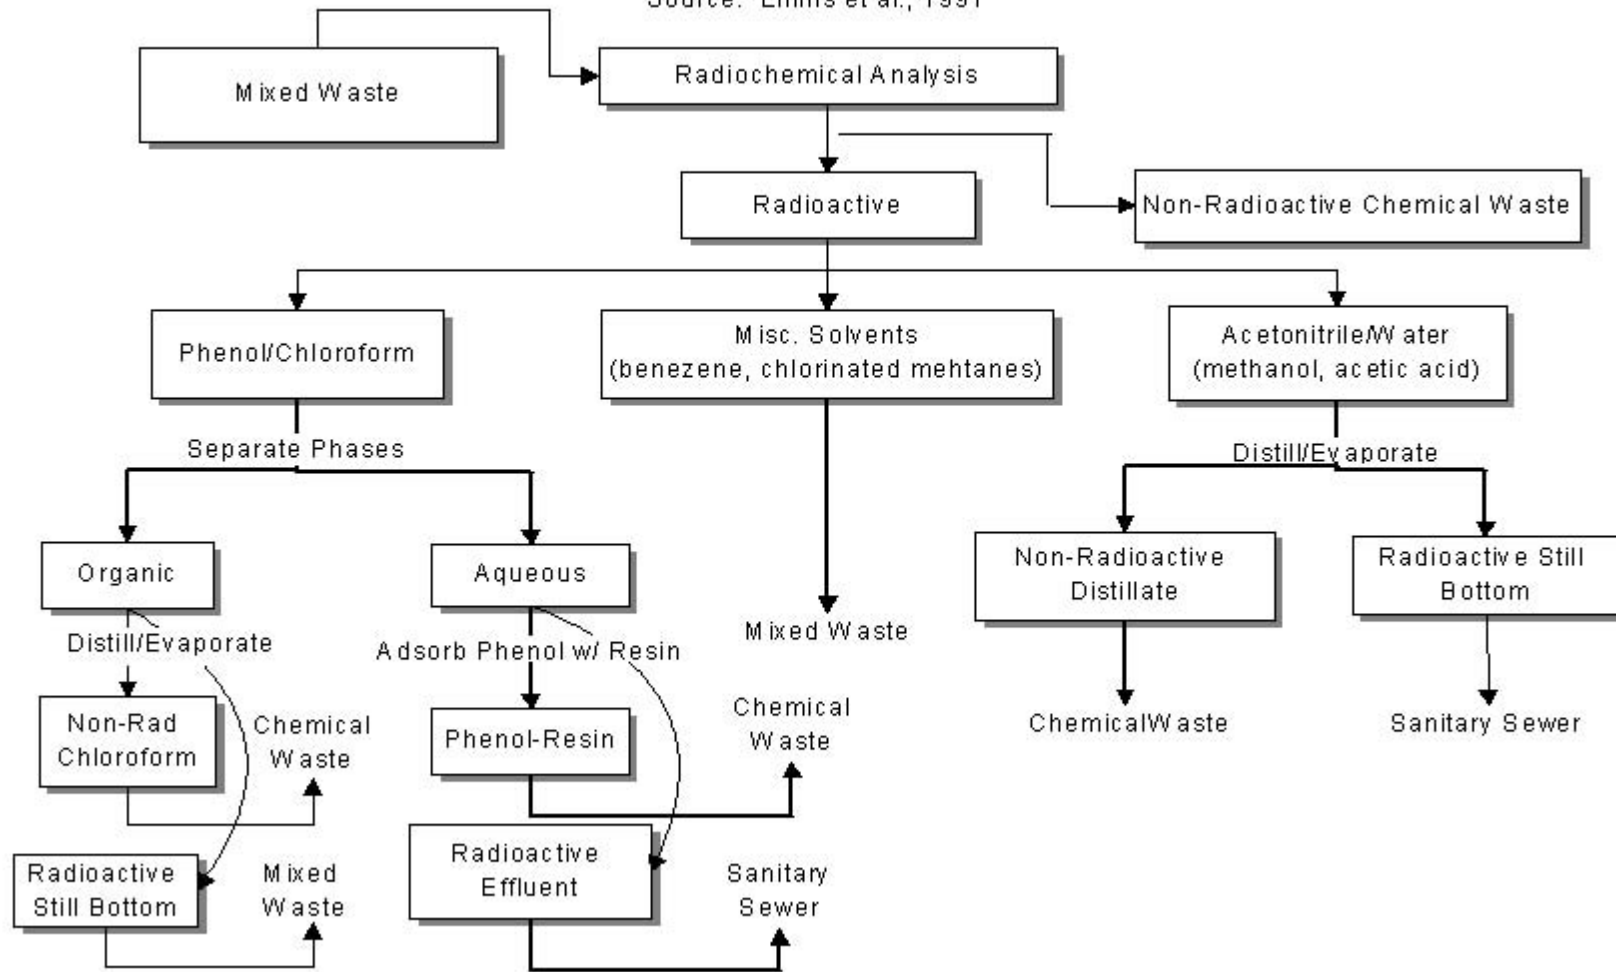 Mixed Waste
Radiochemical Analysis
Radioactive
Non-Radioactive Chemical Waste
Phenol/Chloroform
Misc. Solvents
(benezene, chlorinated mehtanes)
Acetonitrile/Water
(methanol, acetic acid)
Separate Phases
Distill/Evaporate
Organic
Aqueous
Non-Radioactive
Distillate
Radioactive Still
Bottom
Distill/Evaporate
Adsorb Phenol w/ Resin
Mixed Waste
Non-Rad
Chloroform
Chemical
Waste
Phenol-Resin
Chemical
Waste
ChemicalWaste
Sanitary Sewer
Radioactive
Still Bottom
Mixed
Waste
Radioactive
Effluent
Sanitary
Sewer